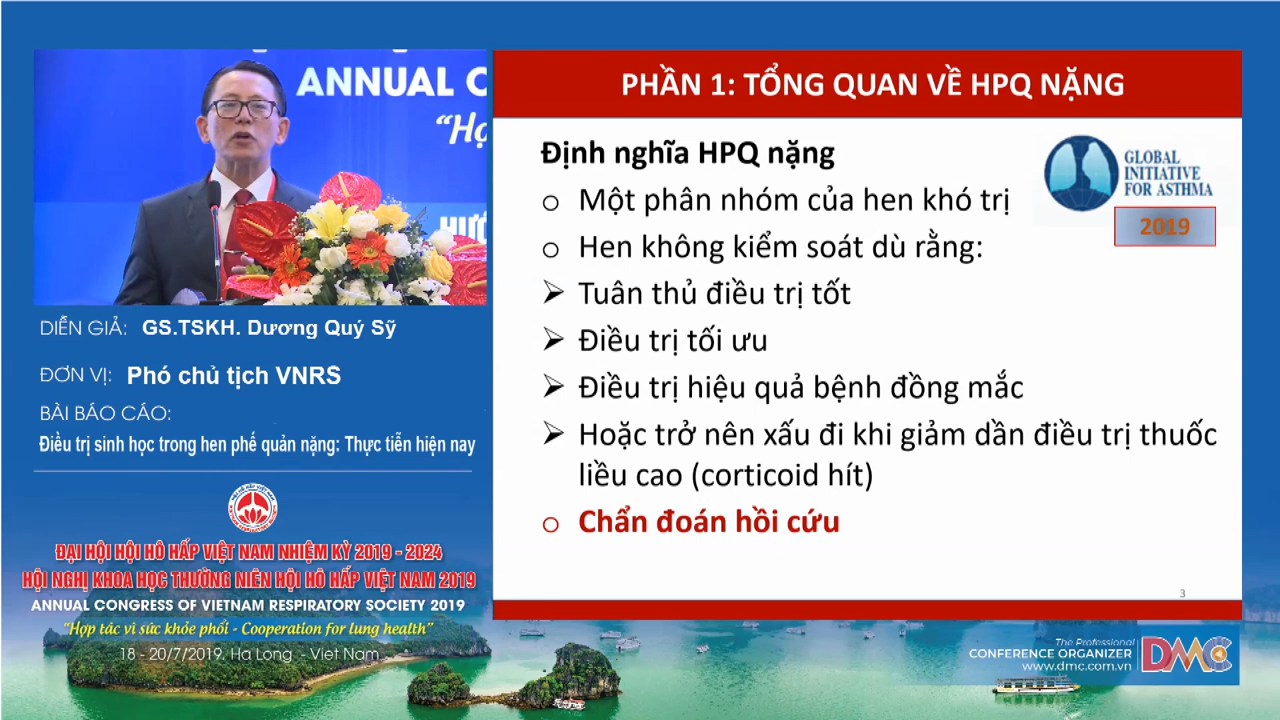 ANNUAL C
“Hợ
HƯỚ
DIỄN GIẢ: GS.TSKH. Dương Quý Sỹ
ĐƠN VỊ: Phó chủ tịch VNRS
BÀI BÁO CÁO:
Điều trị sinh học trong hen phế quản nặng: Thực tiễn hiện nay
ĐẠI HỘI HỘI HÔ HẤP VIỆT NAM NHIỆM KỲ 2019 - 2024
HỘI NGHỊ KHOA HỌC THƯỜNG NIÊN HỘI HÔ HẤP VIỆT NAM 2019
ANNUAL CONGRESS OF VIETNAM RESPIRATORY SOCIETY 2019
“Hợp tác vì sức khỏe phổi - Cooperation for lung health”
18 - 20/7/2019. Ha Long - Viet Nam
PHẦN 1: TỔNG QUAN VỀ HPQ NẶNG
Định nghĩa HPQ nặng
o Một phân nhóm của hen khó trị
o Hen không kiểm soát dù rằng:
➢ Tuân thủ điều trị tốt
➢ Điều trị tối ưu
➢ Điều trị hiệu quả bệnh đồng mắc
➢ Hoặc trở nên xấu đi khi giảm dần điều trị thuốc
liều cao (corticoid hít)
o Chẩn đoán hồi cứu
GLOBAL
INITIATIVE
FOR ASTHMA
2019
3
The Professional
CONFERENCE ORGANIZER
www.dmc.com.vn
DMC